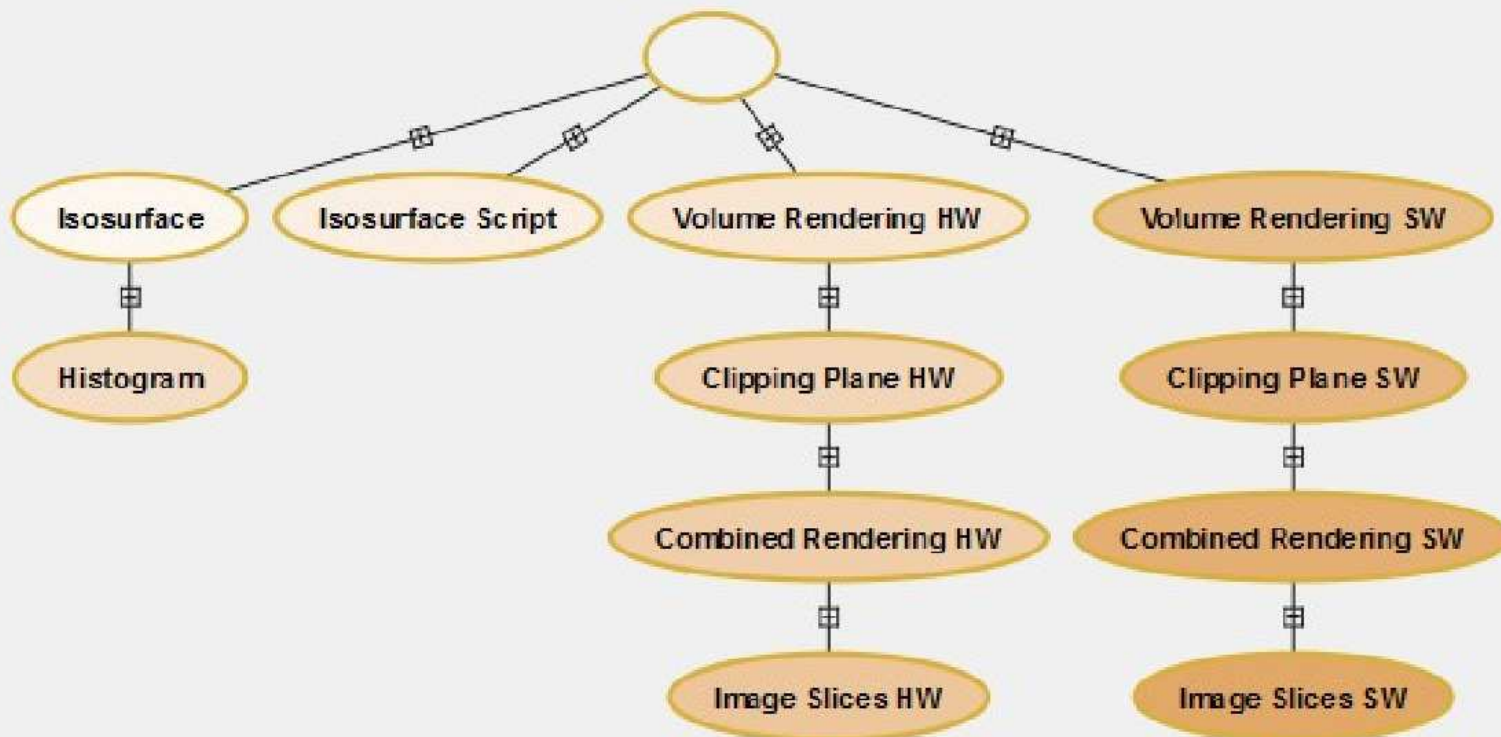 Isosurface
Isosurface Script
Volume Rendering HW
Volume Rendering SW
Histogram
Clipping Plane HW
Clipping Plane SW
Combined Rendering HW
Combined Rendering SW
Image Slices HW
Image Slices SW